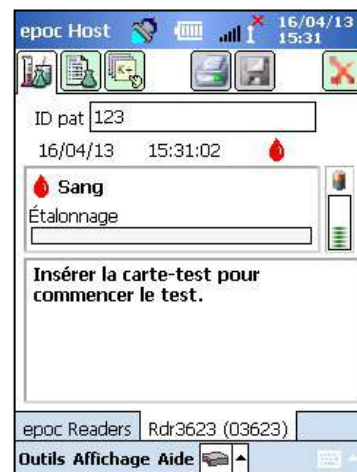 epoc Host 16/04/13
15:31
ID pat 123
16/04/13 15:31:02
Sang
Étalonnage
Insérer la carte-test pour
commencer le test.
epoc Readers Rdr3623 (03623)
Outils Affichage Aide